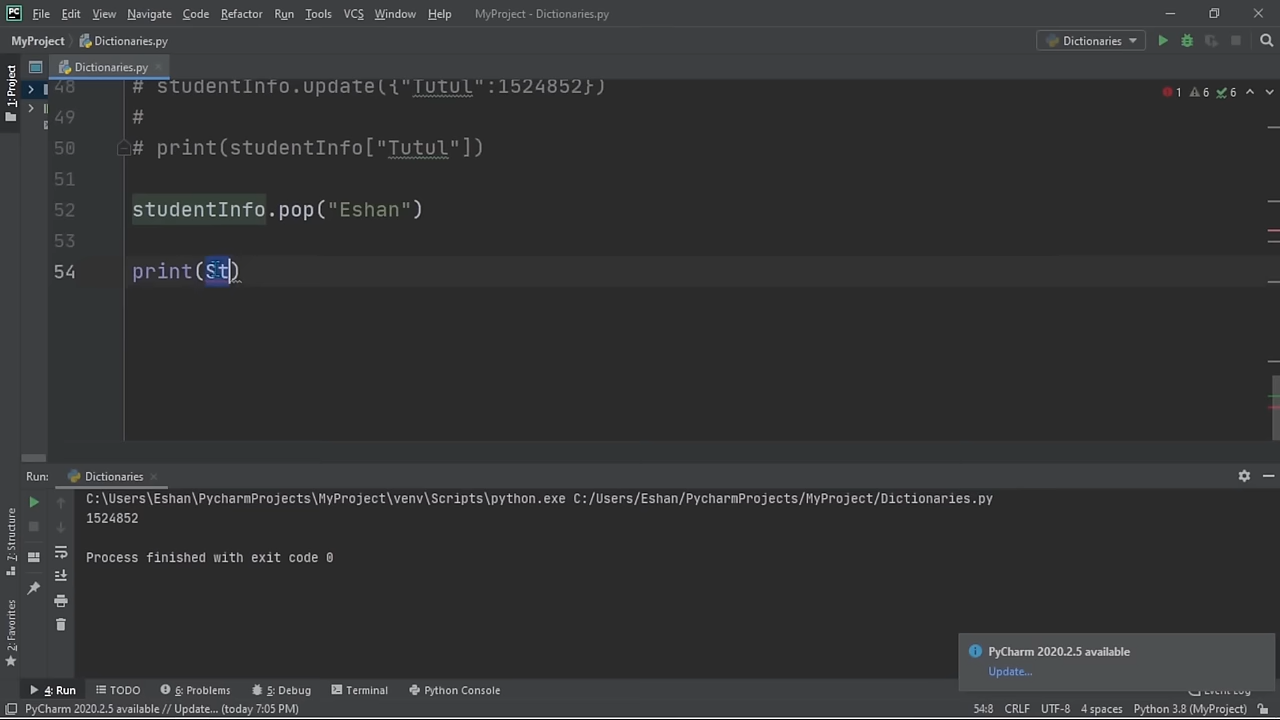 PC File Edit View Navigate Code Refactor Run Tools VCS Window Help MyProject - Dictionaries.py
MyProject Dictionaries.py Dictionaries
1: Project
Dictionaries.py
48 # studentInfo.update({"Tutul":1524852})
1 6 6
49 #
50 # print(studentInfo["Tutul"])
51
52 studentInfo.pop("Eshan")
53
54 print(St)
Run: Dictionaries
C:\Users\Eshan\PycharmProjects\MyProject\venv\Scripts\python.exe C:/Users/Eshan/PycharmProjects/MyProject/Dictionaries.py
1524852
Process finished with exit code 0
7: Structure
2: Favorites
PyCharm 2020.2.5 available
Update...
4: Run TODO 6: Problems 5: Debug Terminal Python Console Event Log
PyCharm 2020.2.5 available // Update... (today 7:05 PM) 54:8 CRLF UTF-8 4 spaces Python 3.8 (MyProject)